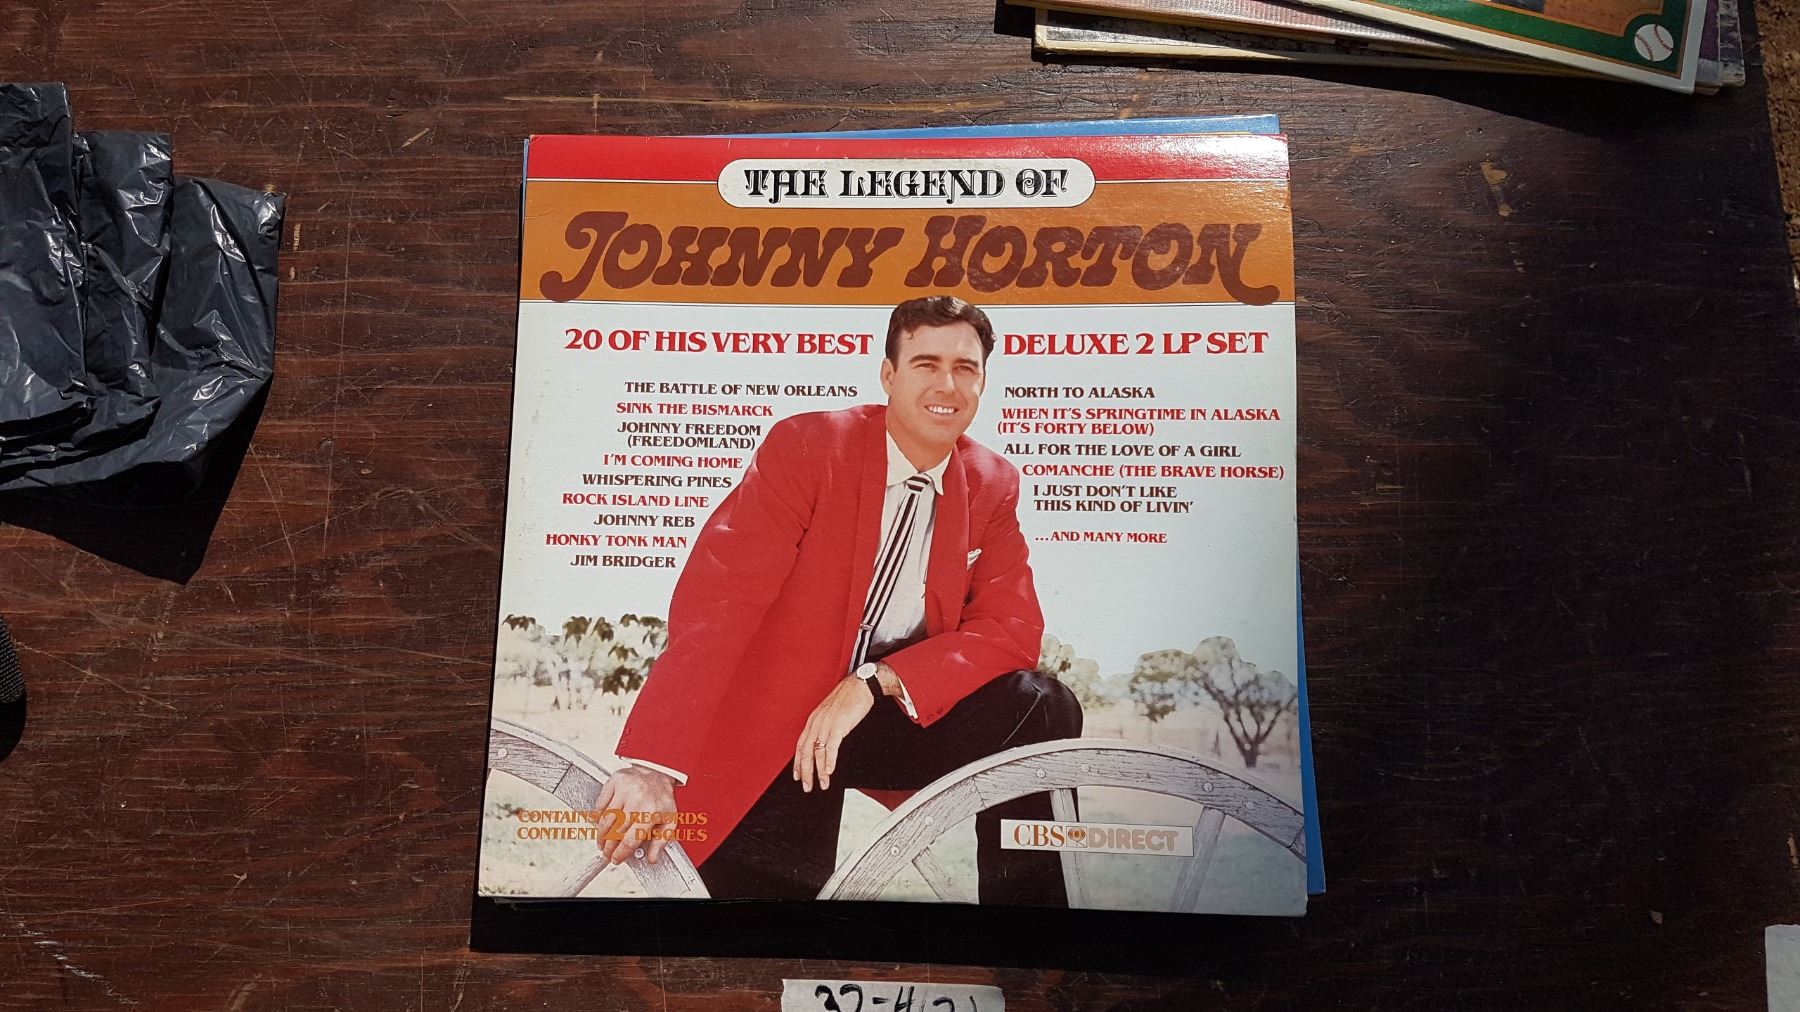 THE LEGEND OF
JOHNNY HORTON
20 OF HIS VERY BEST
DELUXE 2 LP SET
THE BATTLE OF NEW ORLEANS
SINK THE BISMARCK
JOHNNY FREEDOM
(FREEDOMLAND)
I'M COMING HOME
WHISPERING PINES
ROCK ISLAND LINE
JOHNNY REB
HONKY TONK MAN
JIM BRIDGER
NORTH TO ALASKA
WHEN IT'S SPRINGTIME IN ALASKA
(IT'S FORTY BELOW)
ALL FOR THE LOVE OF A GIRL
COMANCHE (THE BRAVE HORSE)
I JUST DON'T LIKE
THIS KIND OF LIVIN'
...AND MANY MORE
CONTAINS 2 RECORDS
CONTIENT DISQUES
CBS DIRECT